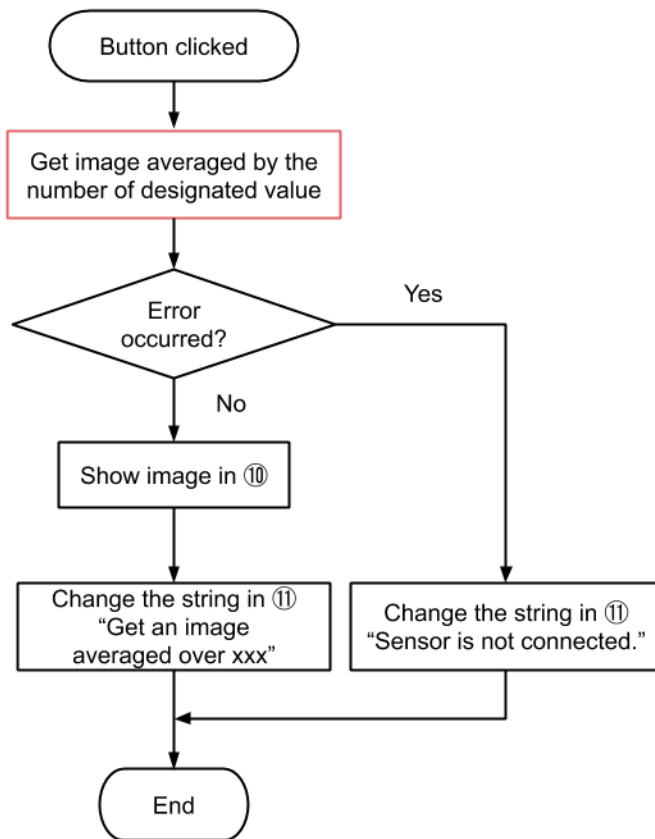 Button clicked
Get image averaged by the
number of designated value
Error
occurred?
Yes
No
Show image in ⑩
Change the string in ⑪
“Get an image
averaged over xxx”
Change the string in ⑪
“Sensor is not connected.”
End